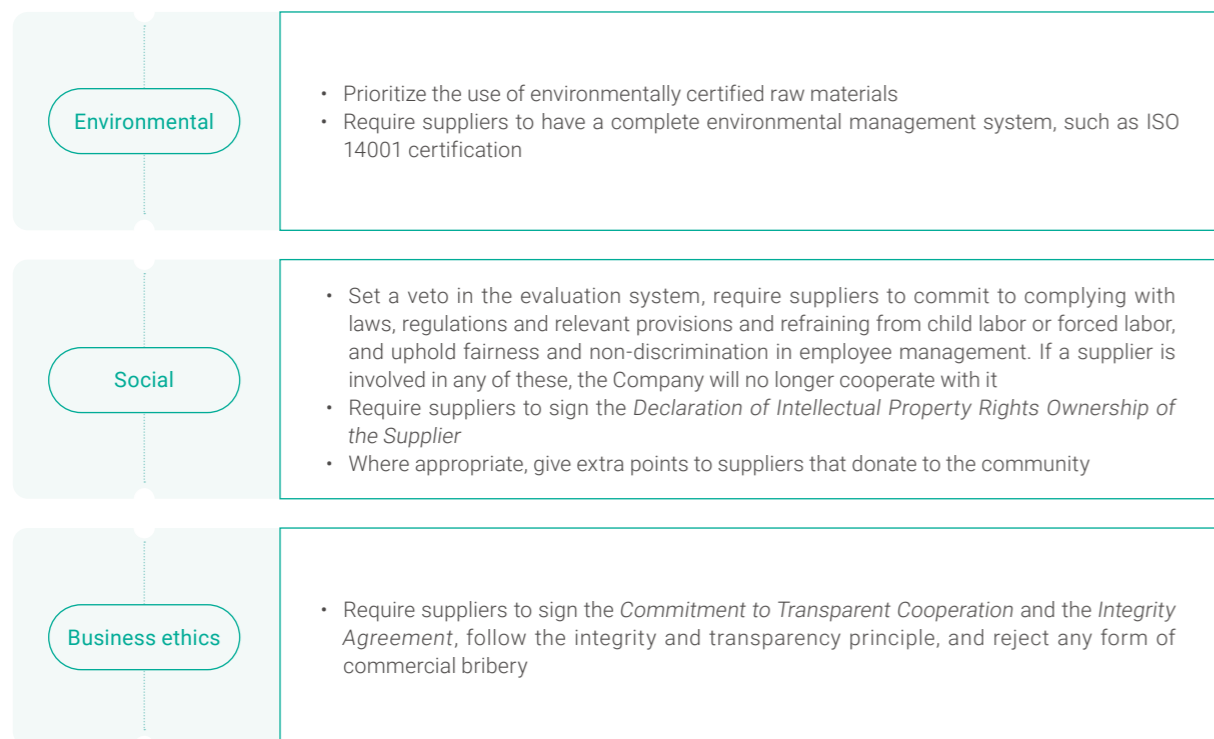 Environmental
• Prioritize the use of environmentally certified raw materials
• Require suppliers to have a complete environmental management system, such as ISO
14001 certification
Social
• Set a veto in the evaluation system, require suppliers to commit to complying with
laws, regulations and relevant provisions and refraining from child labor or forced labor,
and uphold fairness and non-discrimination in employee management. If a supplier is
involved in any of these, the Company will no longer cooperate with it
• Require suppliers to sign the Declaration of Intellectual Property Rights Ownership of
the Supplier
• Where appropriate, give extra points to suppliers that donate to the community
Business ethics
• Require suppliers to sign the Commitment to Transparent Cooperation and the Integrity
Agreement, follow the integrity and transparency principle, and reject any form of
commercial bribery